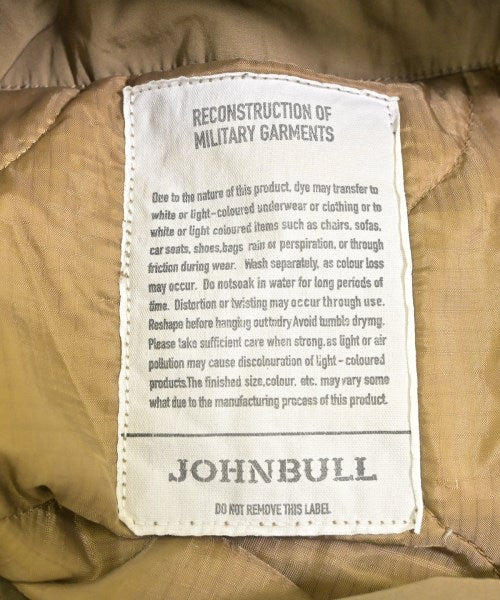 RECONSTRUCTION OF
MILITARY GARMENTS
Due to the nature of this product, dye may transfer to
white or light-coloured underwear or clothing or to
white or light coloured items such as chairs, sofas,
car seats, shoes,bags rain or perspiration, or through
friction during wear. Wash separately, as colour loss
may occur. Do notsoak in water for long periods of
time. Distortion or twisting may occur through use.
Reshape before hanglug outtodry Avoid tumblo drymg.
Please take sufficient care when strong, as light or air
pollution may cause discolouration of light-coloured
products.The finished size,colour, etc. may vary some
what due to the manufacturing process of this product.
JOHNBULL
DO NOT REMOVE THIS LABEL